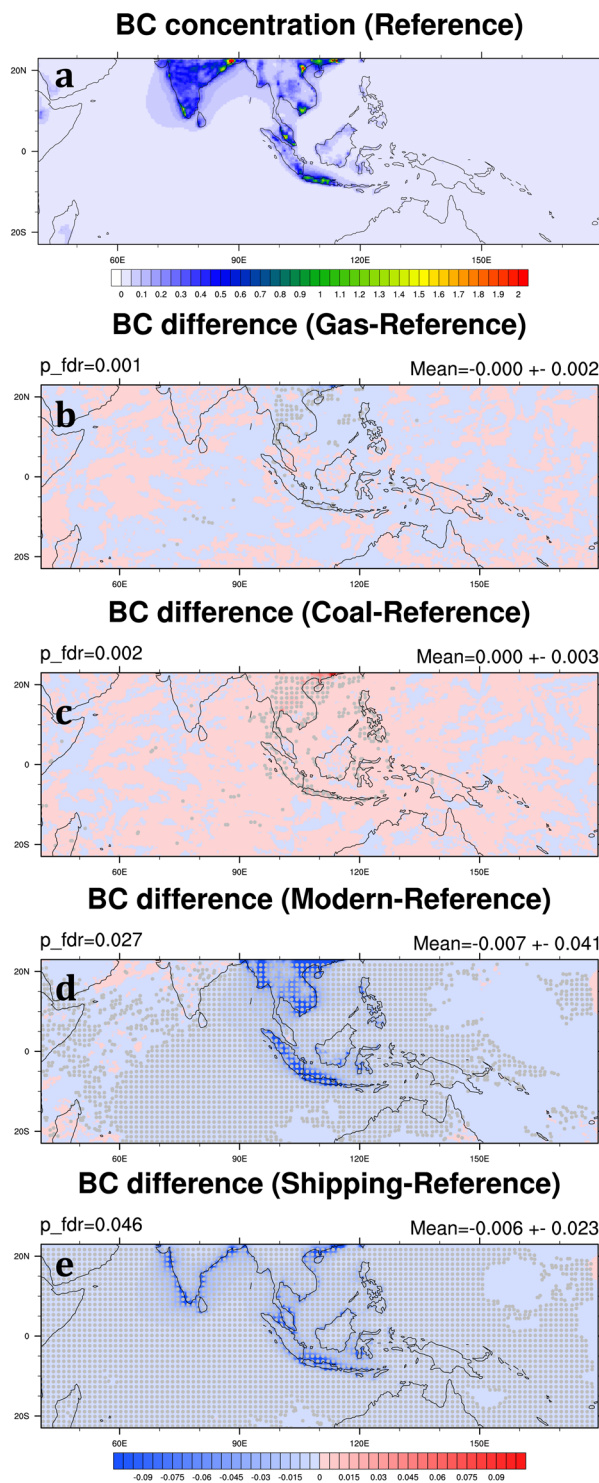 BC concentration (Reference)
a
20N
0
20S
60E 90E 120E 150E
0 0.1 0.2 0.3 0.4 0.5 0.6 0.7 0.8 0.9 1 1.1 1.2 1.3 1.4 1.5 1.6 1.7 1.8 1.9 2
BC difference (Gas-Reference)
p_fdr=0.001 Mean=-0.000 +- 0.002
b
20N
0
20S
60E 90E 120E 150E
BC difference (Coal-Reference)
p_fdr=0.002 Mean=0.000 +- 0.003
c
20N
0
20S
60E 90E 120E 150E
BC difference (Modern-Reference)
p_fdr=0.027 Mean=-0.007 +- 0.041
d
20N
0
20S
60E 90E 120E 150E
BC difference (Shipping-Reference)
p_fdr=0.046 Mean=-0.006 +- 0.023
e
20N
0
20S
60E 90E 120E 150E
-0.09 -0.075 -0.06 -0.045 -0.03 -0.015 0 0.015 0.03 0.045 0.06 0.075 0.09